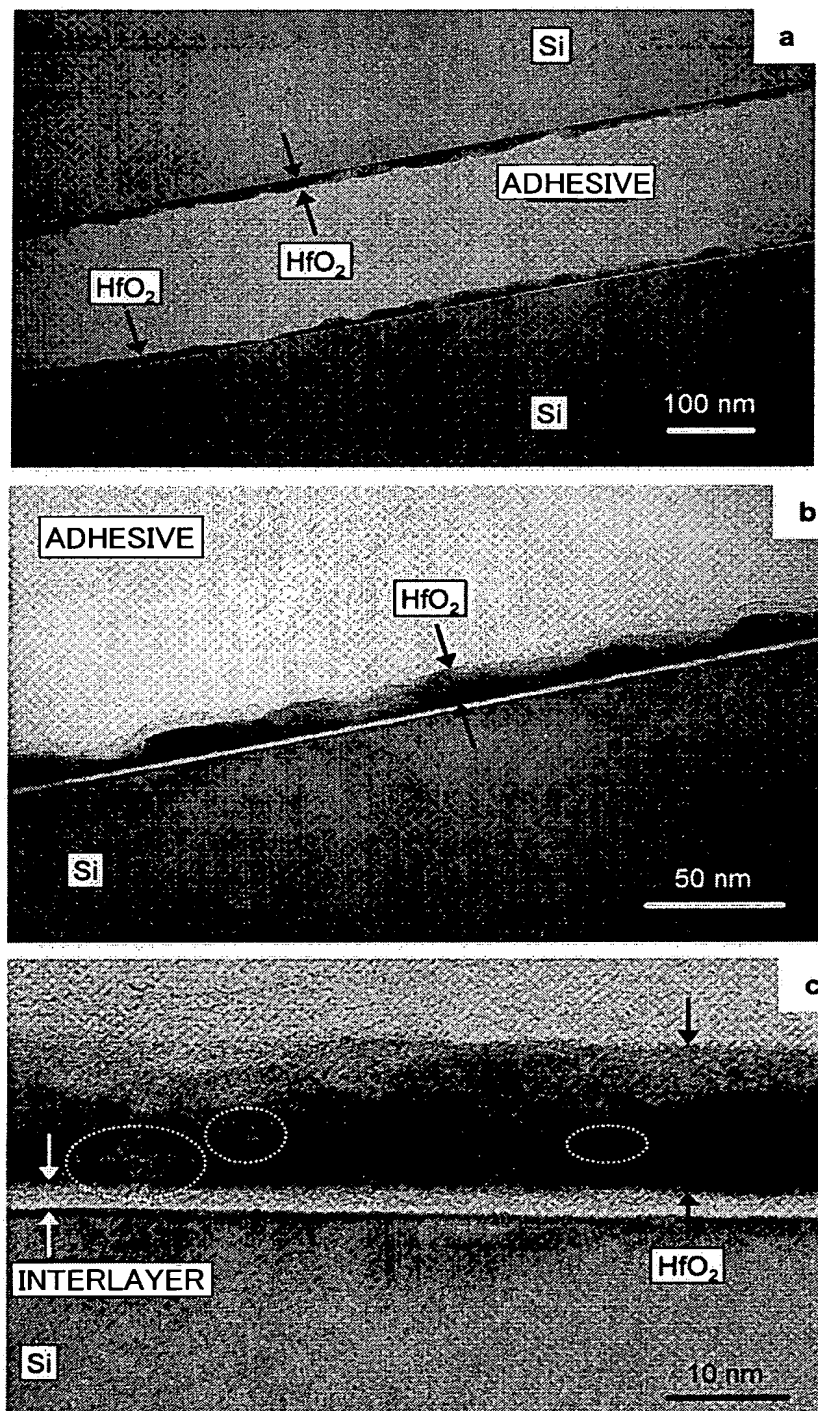 a
Si
ADHESIVE
HfO₂
HfO₂
Si
100 nm
b
ADHESIVE
HfO₂
Si
50 nm
c
INTERLAYER
HfO₂
Si
10 nm